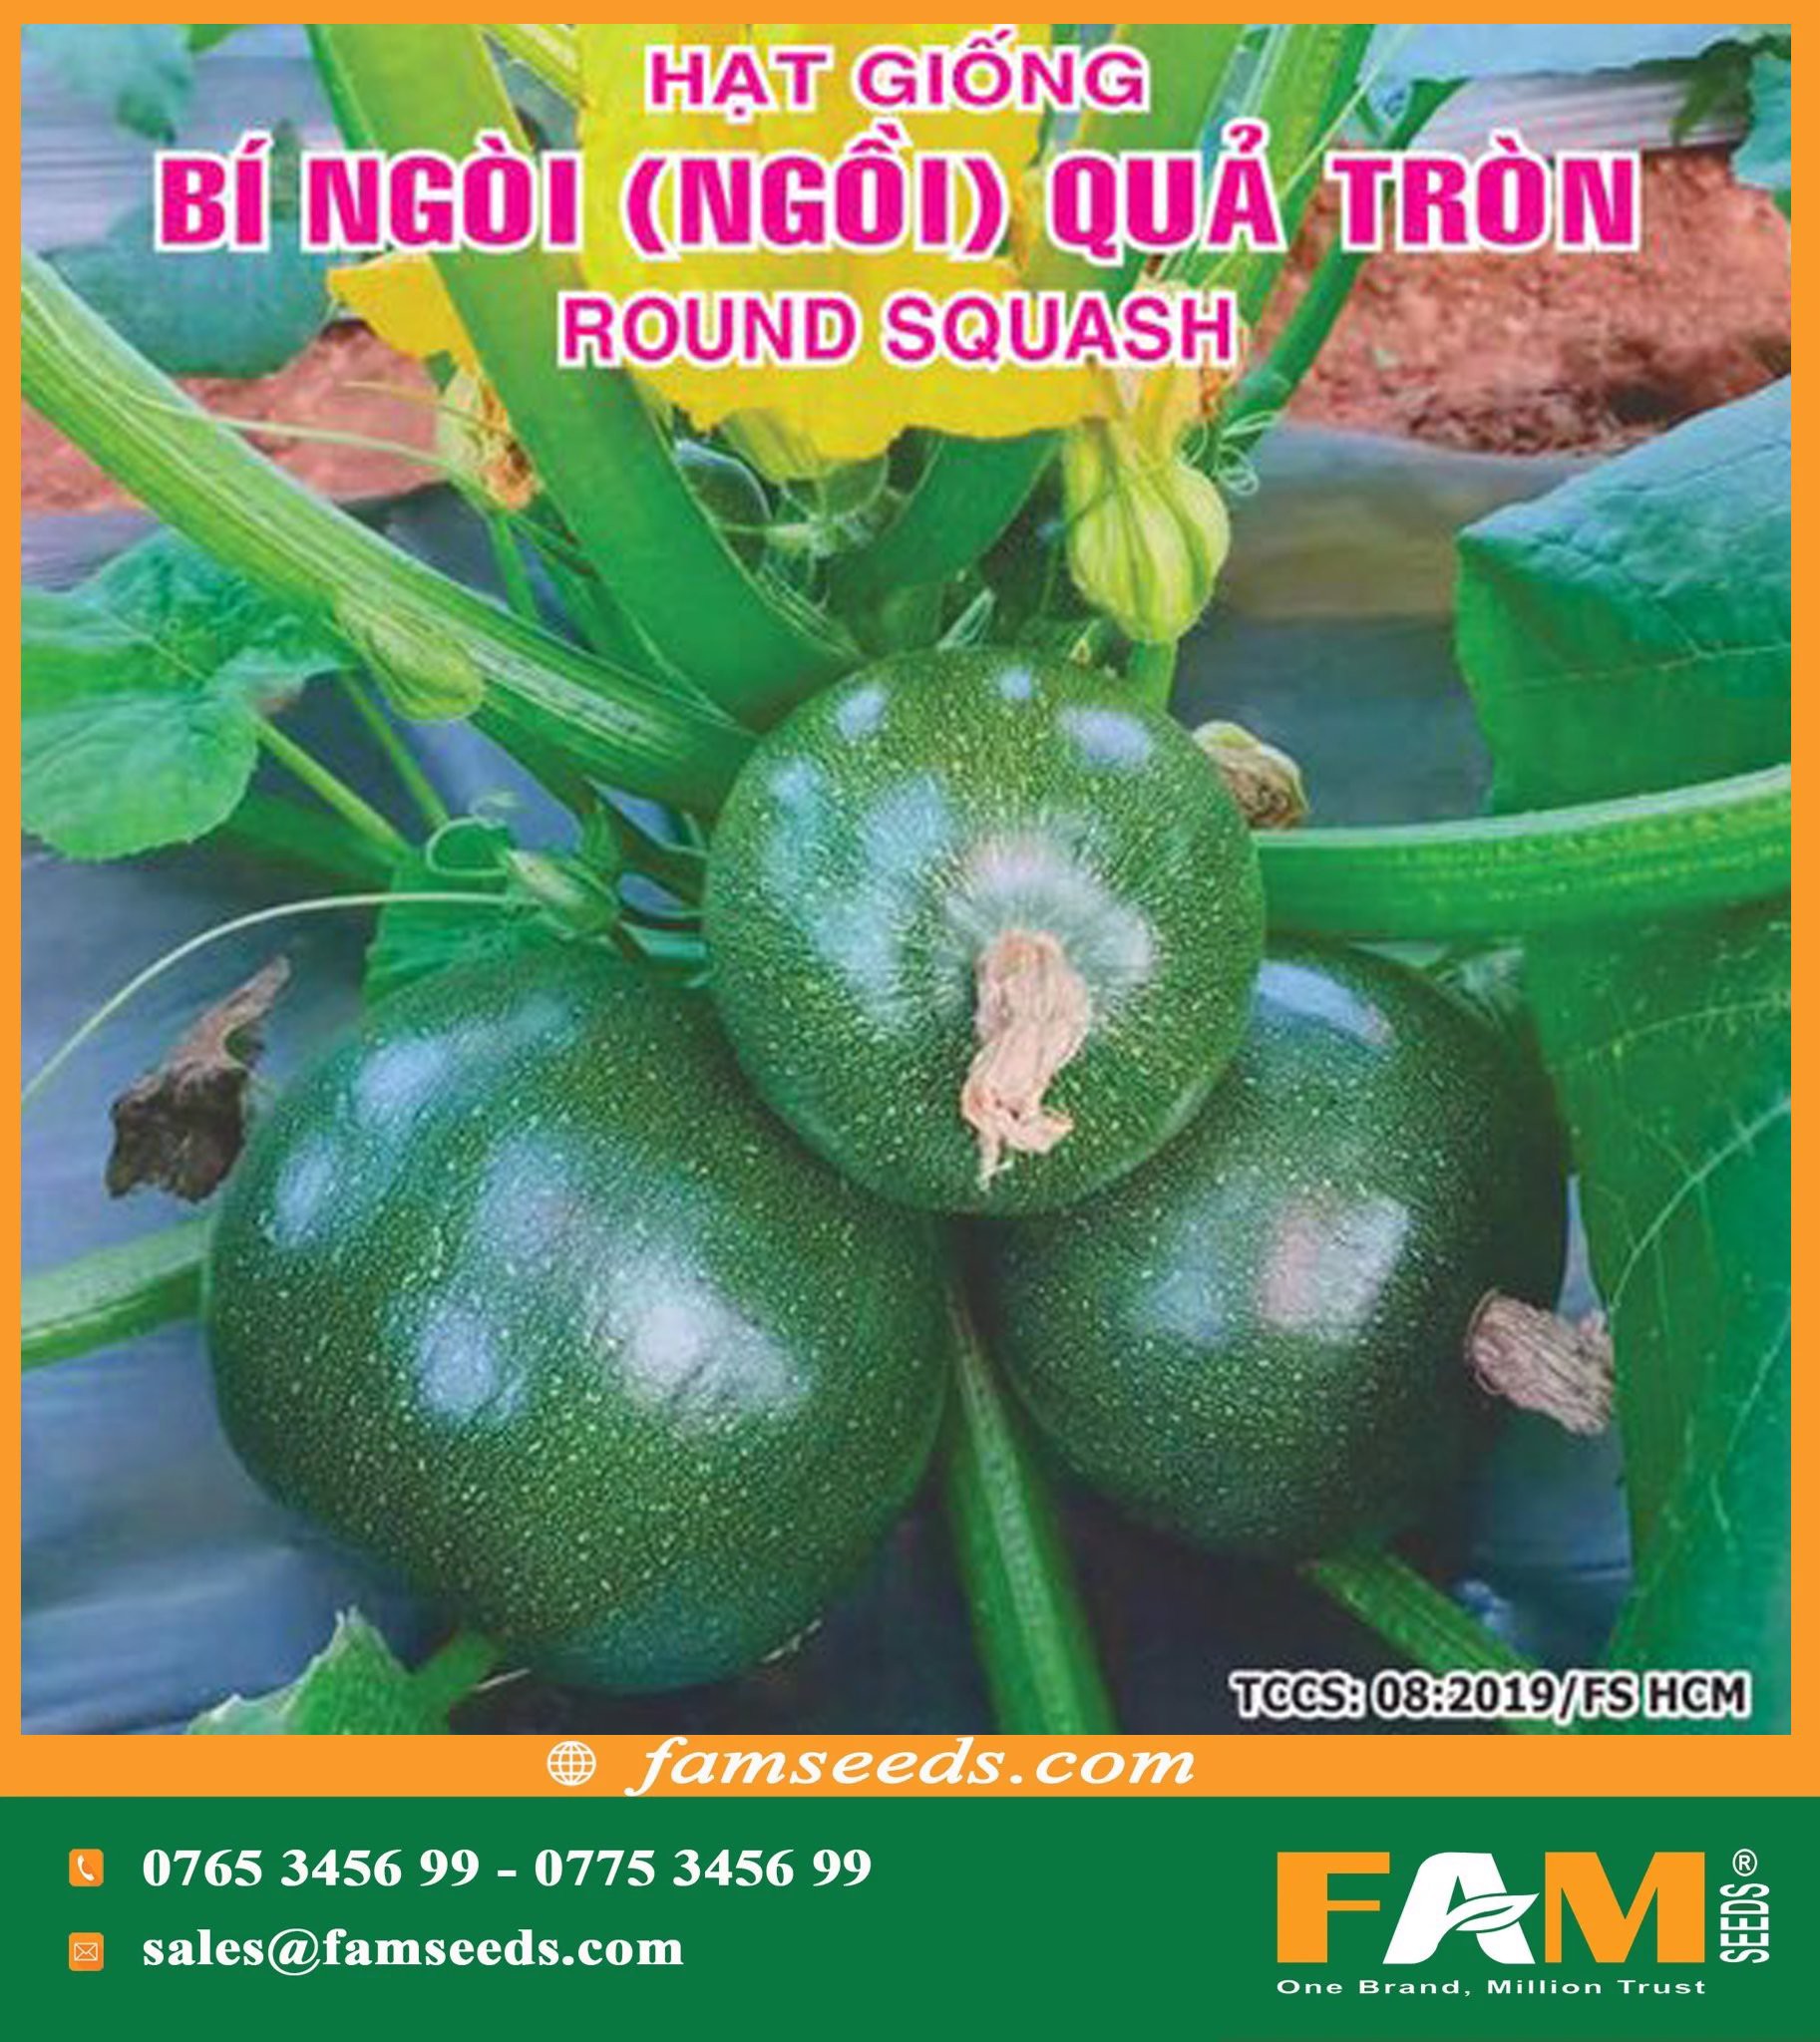 HẠT GIỐNG
BÍ NGÒI (NGỒI) QUẢ TRÒN
ROUND SQUASH
TCCS: 08:2019/FS HCM
famseeds.com
0765 3456 99 - 0775 3456 99
sales@famseeds.com
FAM SEEDS®
One Brand, Million Trust